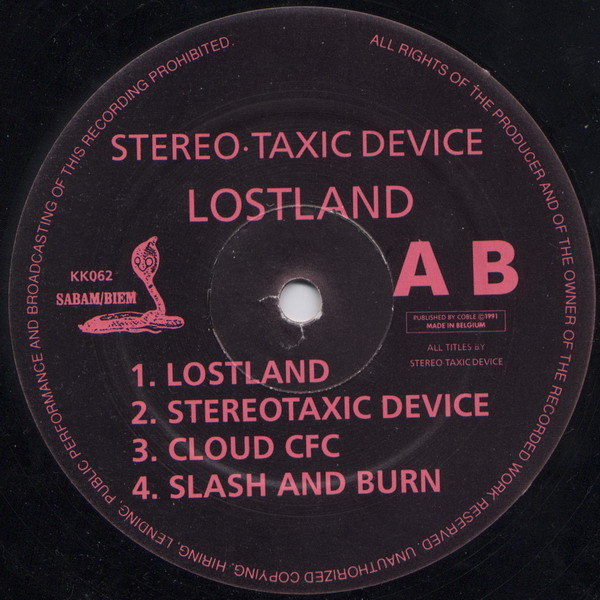 ALL RIGHTS OF THE PRODUCER AND OF THE OWNER OF THE RECORDED WORK RESERVED. UNAUTHORIZED COPYING, HIRING, LENDING, PUBLIC PERFORMANCE AND BROADCASTING OF THIS RECORDING PROHIBITED.
STEREO·TAXIC DEVICE
LOSTLAND
KK062
SABAM/BIEM
A B
PUBLISHED BY COBLE ©1991
MADE IN BELGIUM
ALL TITLES BY
STEREO TAXIC DEVICE
1. LOSTLAND
2. STEREOTAXIC DEVICE
3. CLOUD CFC
4. SLASH AND BURN